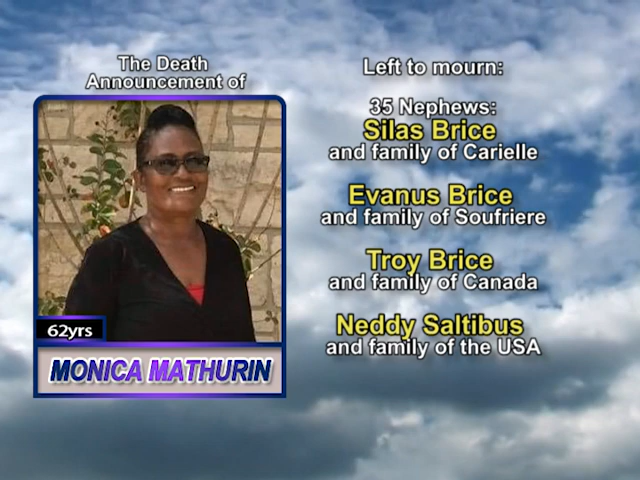 The Death
Announcement of
62yrs
MONICA MATHURIN
Left to mourn:
35 Nephews:
Silas Brice
and family of Carielle
Evanus Brice
and family of Soufriere
Troy Brice
and family of Canada
Neddy Saltibus
and family of the USA